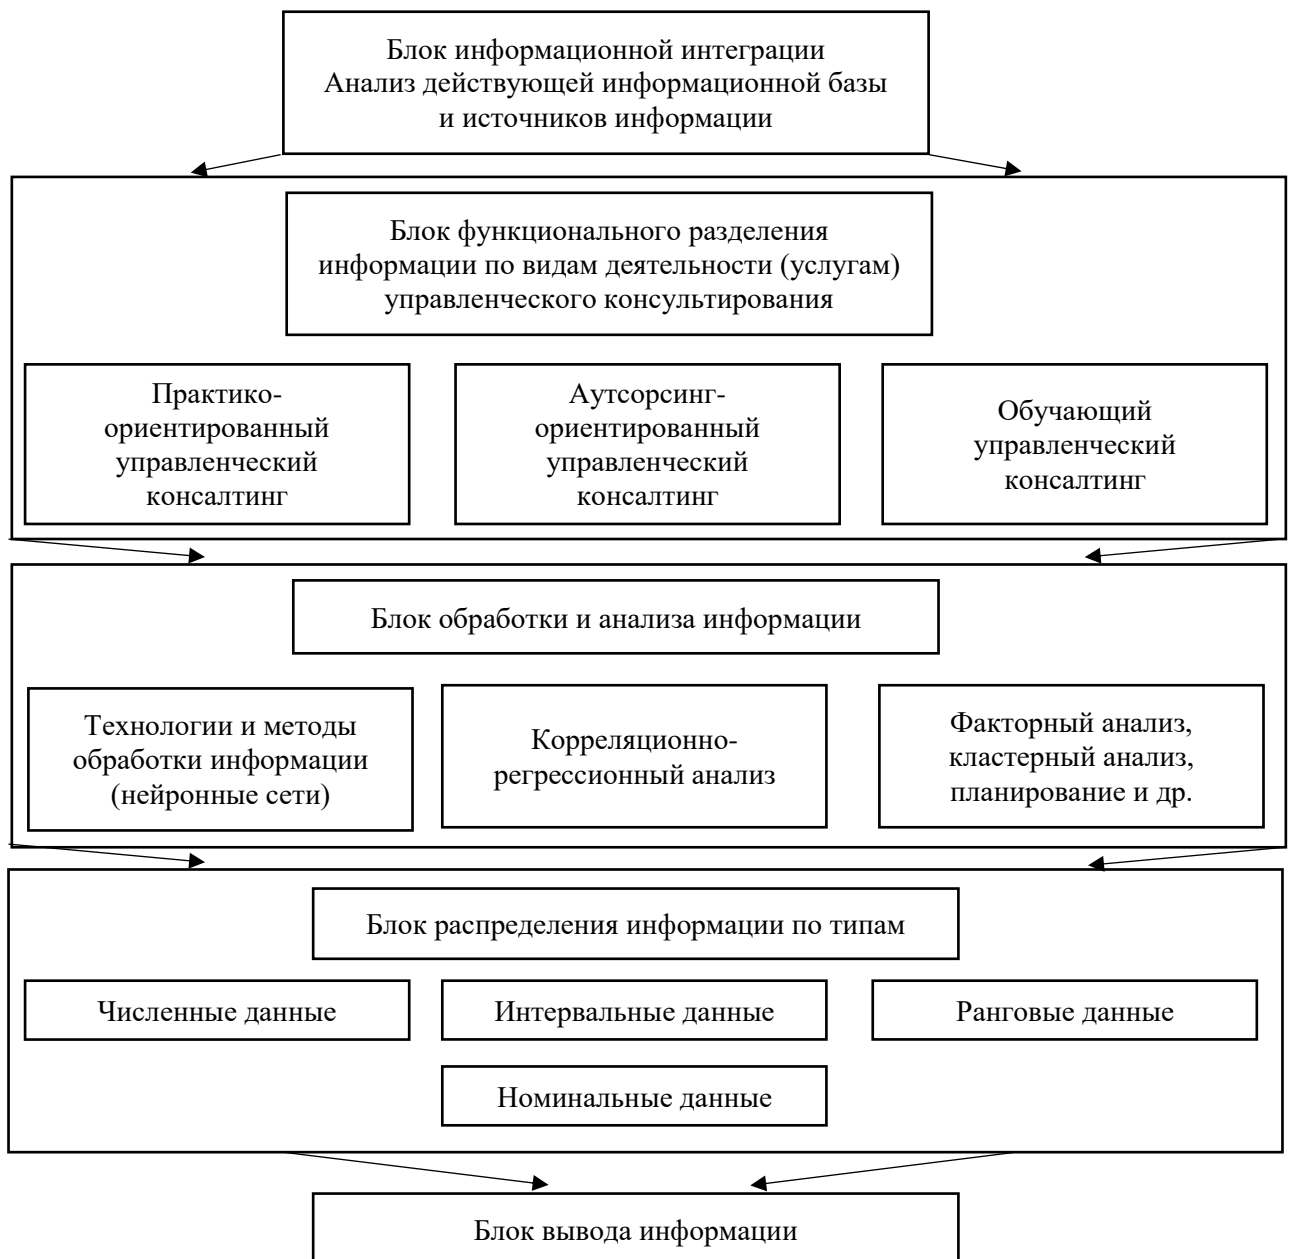 Блок информационной интеграции
Анализ действующей информационной базы
и источников информации
Блок функционального разделения
информации по видам деятельности (услугам)
управленческого консультирования
Практико-
ориентированный
управленческий
консалтинг
Аутсорсинг-
ориентированный
управленческий
консалтинг
Обучающий
управленческий
консалтинг
Блок обработки и анализа информации
Технологии и методы
обработки информации
(нейронные сети)
Корреляционно-
регрессионный анализ
Факторный анализ,
кластерный анализ,
планирование и др.
Блок распределения информации по типам
Численные данные
Интервальные данные
Ранговые данные
Номинальные данные
Блок вывода информации